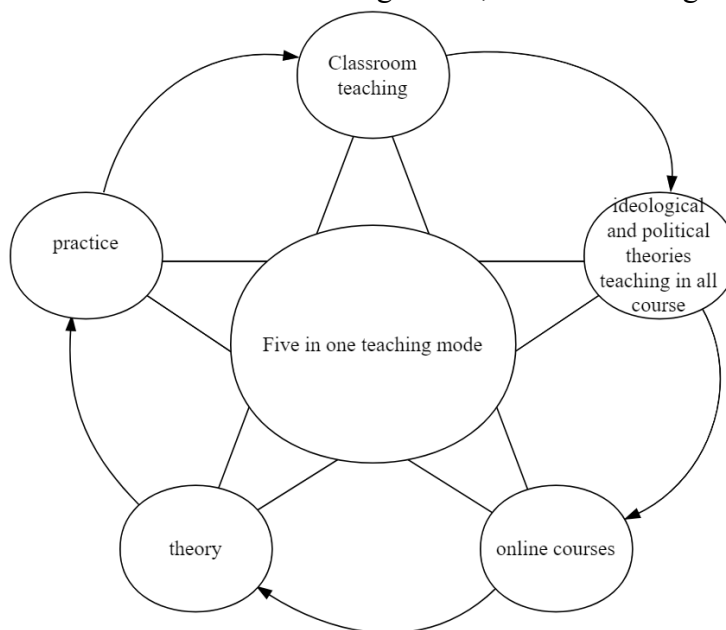 Classroom
teaching
ideological
and political
theories
teaching in all
course
practice
Five in one teaching mode
theory
online courses